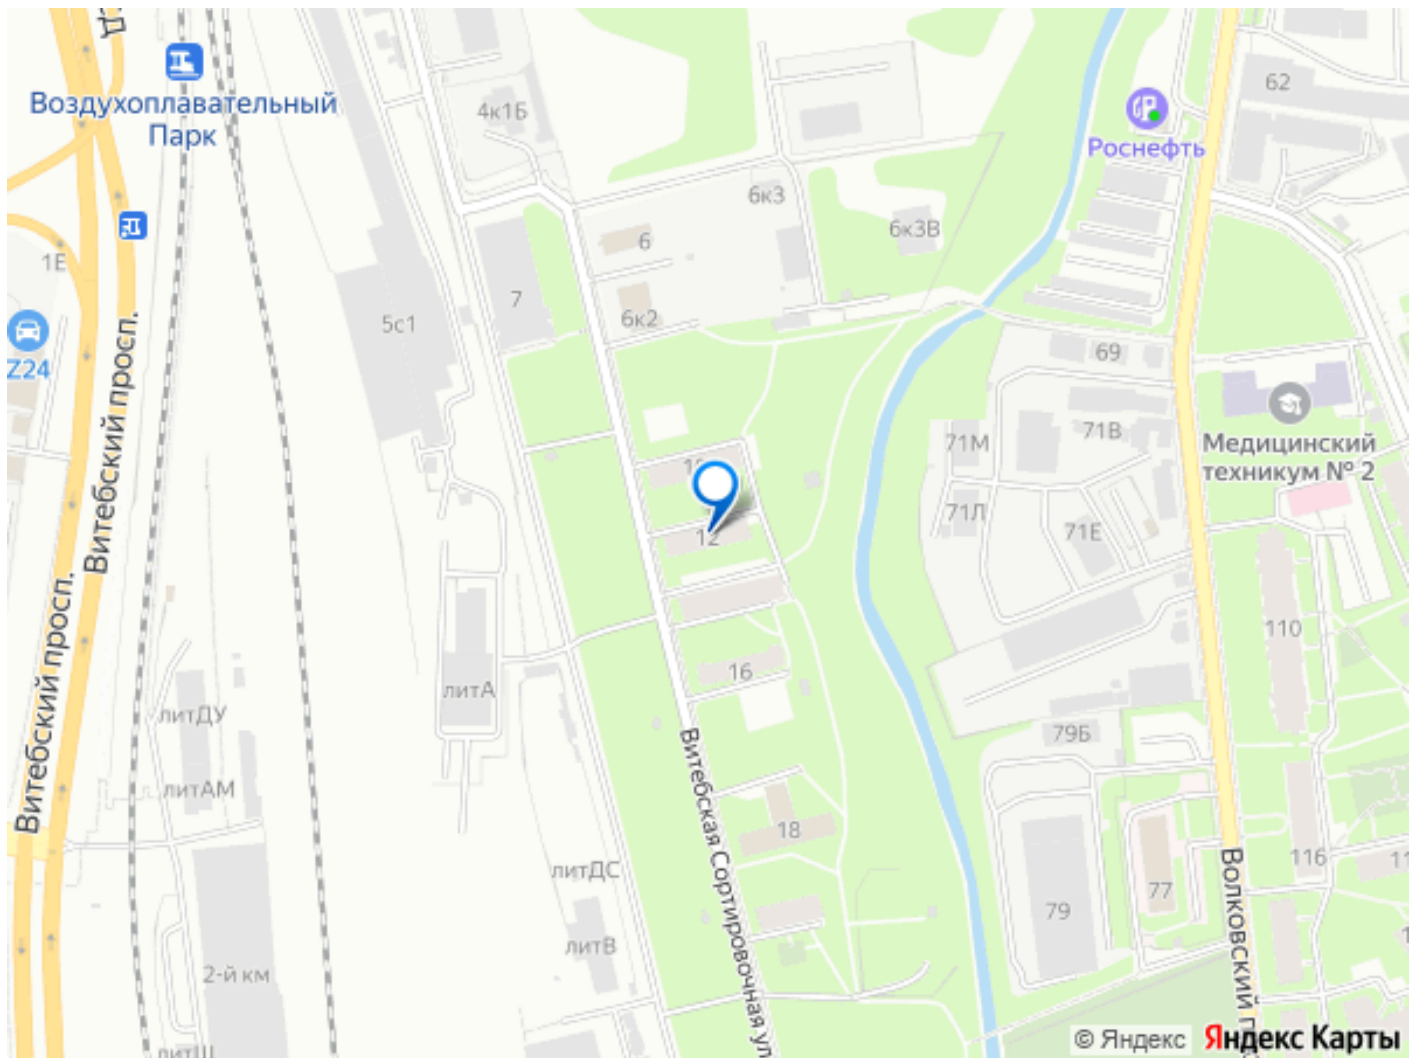 Воздухоплавательный
Парк
4к1Б
62
Роснефть
6к3
6к3В
6
1Е
7
6к2
5с1
Z24
69
Витебский просп.
71М
71В
Медицинский
техникум № 2
71Л
71Е
12
110
16
литА
литДУ
79Б
Витебский просп.
литАМ
Витебская Сортировочная ул
18
литДС
116
77
79
Волковский п
литВ
2-й км
литЩ
© Яндекс
Яндекс Карты